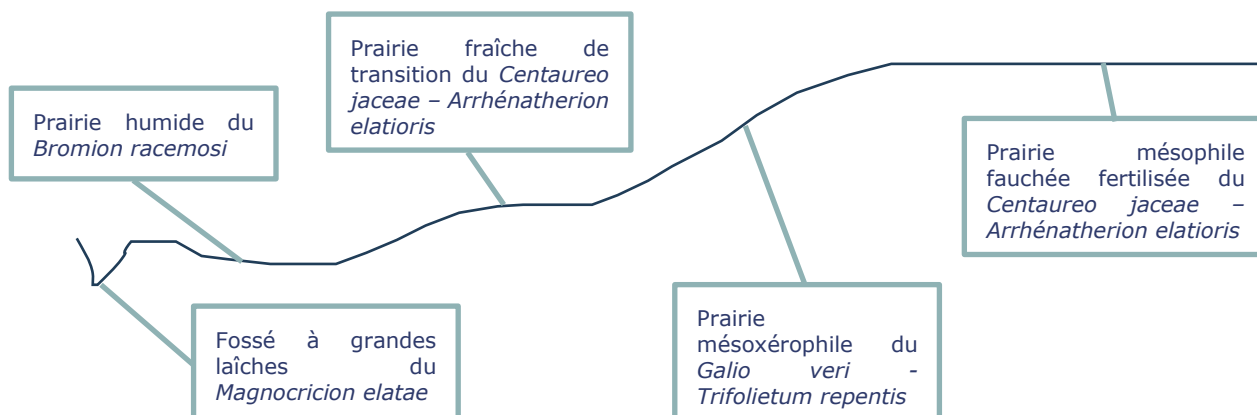 Prairie fraîche de
transition du Centaureo
jaceae – Arrhénatherion
elatioris
Prairie humide du
Bromion racemosi
Prairie mésophile
fauchée fertilisée du
Centaureo jaceae –
Arrhénatherion elatioris
Fossé à grandes
laîches du
Magnocricion elatae
Prairie
mésoxérophile du
Galio veri -
Trifolietum repentis